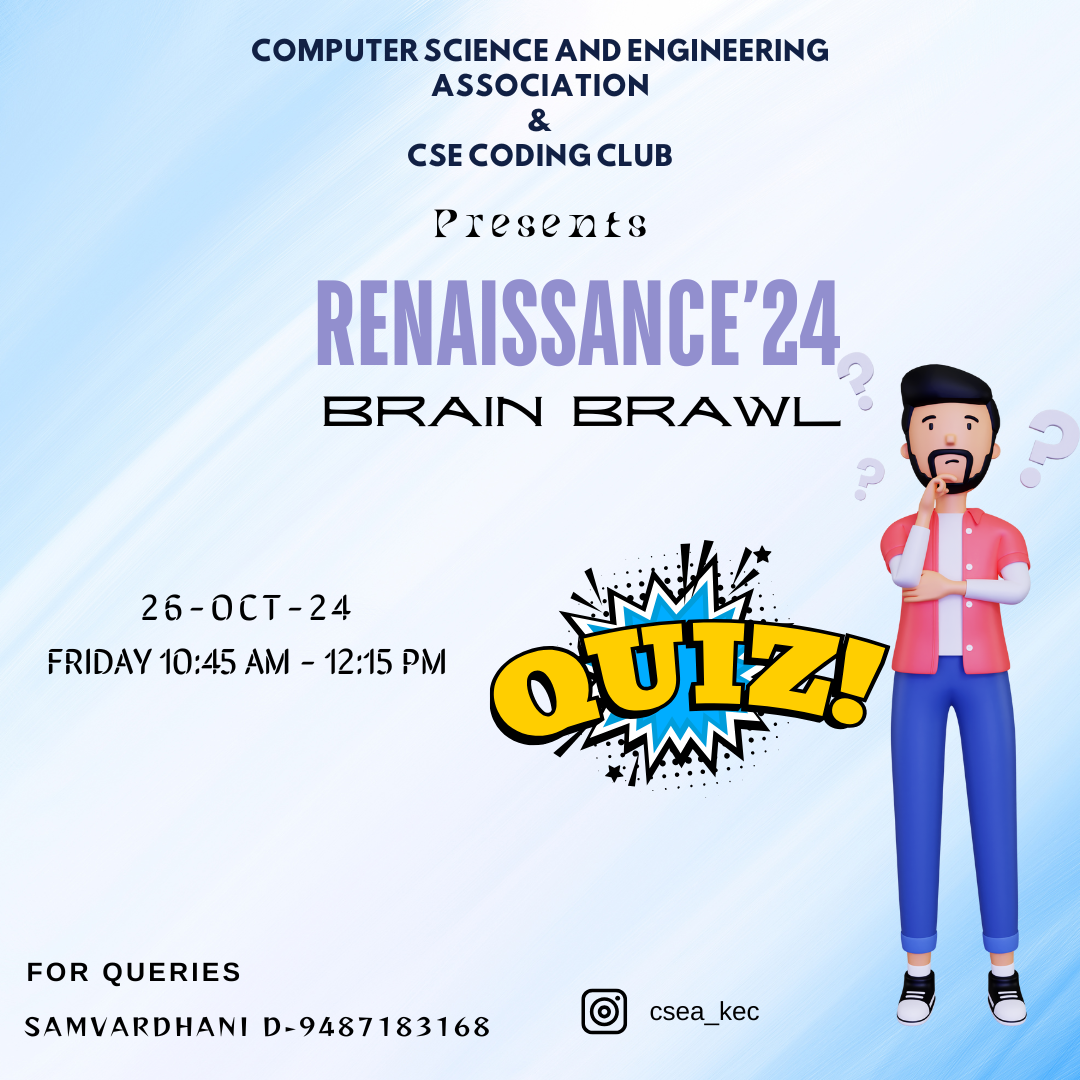 COMPUTER SCIENCE AND ENGINEERING
ASSOCIATION
&
CSE CODING CLUB
Presents
RENAISSANCE'24
BRAIN BRAWL
? ? ?
26-OCT-24
FRIDAY 10:45 AM - 12:15 PM
QUIZ!
FOR QUERIES
SAMVARDHANI D-9487183168
csea_kec